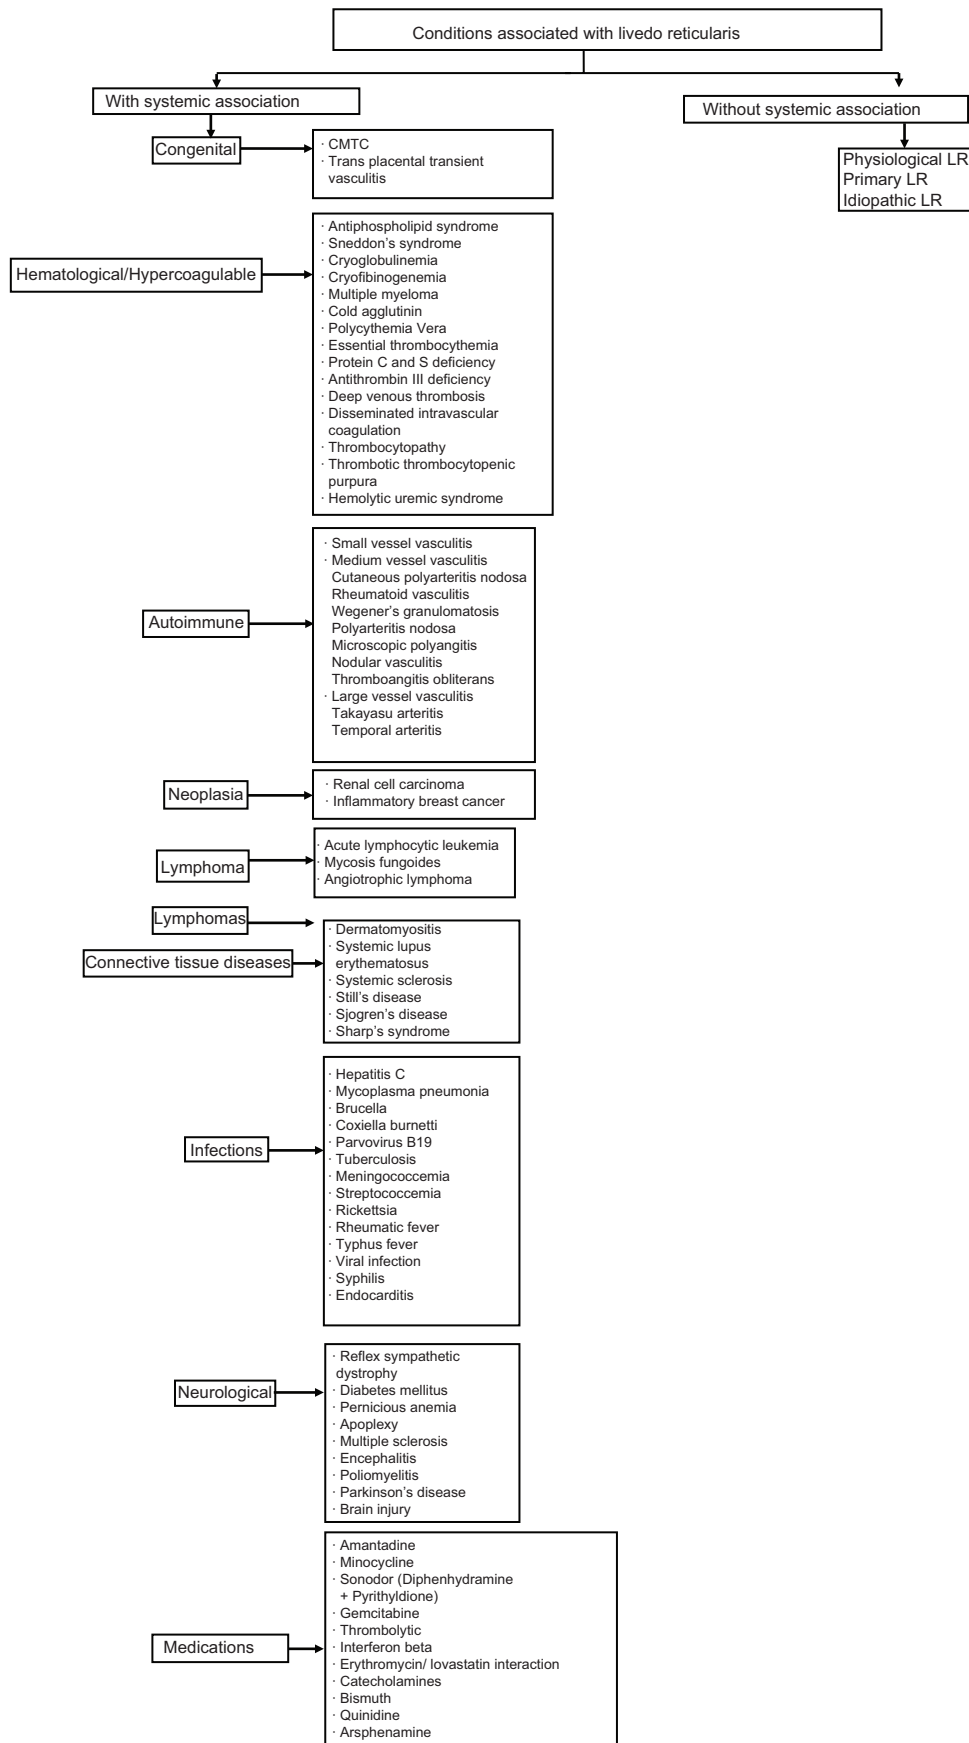 Conditions associated with livedo reticularis
With systemic association
Without systemic association
Physiological LR
Primary LR
Idiopathic LR
Congenital
· CMTC
· Trans placental transient
vasculitis
Hematological/Hypercoagulable
· Antiphospholipid syndrome
· Sneddon's syndrome
· Cryoglobulinemia
· Cryofibinogenemia
· Multiple myeloma
· Cold agglutinin
· Polycythemia Vera
· Essential thrombocythemia
· Protein C and S deficiency
· Antithrombin III deficiency
· Deep venous thrombosis
· Disseminated intravascular
coagulation
· Thrombocytopathy
· Thrombotic thrombocytopenic
purpura
· Hemolytic uremic syndrome
Autoimmune
· Small vessel vasculitis
· Medium vessel vasculitis
Cutaneous polyarteritis nodosa
Rheumatoid vasculitis
Wegener's granulomatosis
Polyarteritis nodosa
Microscopic polyangitis
Nodular vasculitis
Thromboangitis obliterans
· Large vessel vasculitis
Takayasu arteritis
Temporal arteritis
Neoplasia
· Renal cell carcinoma
· Inflammatory breast cancer
Lymphoma
· Acute lymphocytic leukemia
· Mycosis fungoides
· Angiotrophic lymphoma
Lymphomas
Connective tissue diseases
· Dermatomyositis
· Systemic lupus
erythematosus
· Systemic sclerosis
· Still's disease
· Sjogren's disease
· Sharp's syndrome
Infections
· Hepatitis C
· Mycoplasma pneumonia
· Brucella
· Coxiella burnetti
· Parvovirus B19
· Tuberculosis
· Meningococcemia
· Streptococcemia
· Rickettsia
· Rheumatic fever
· Typhus fever
· Viral infection
· Syphilis
· Endocarditis
Neurological
· Reflex sympathetic
dystrophy
· Diabetes mellitus
· Pernicious anemia
· Apoplexy
· Multiple sclerosis
· Encephalitis
· Poliomyelitis
· Parkinson's disease
· Brain injury
Medications
· Amantadine
· Minocycline
· Sonodor (Diphenhydramine
+ Pyrithyldione)
· Gemcitabine
· Thrombolytic
· Interferon beta
· Erythromycin/ lovastatin interaction
· Catecholamines
· Bismuth
· Quinidine
· Arsphenamine